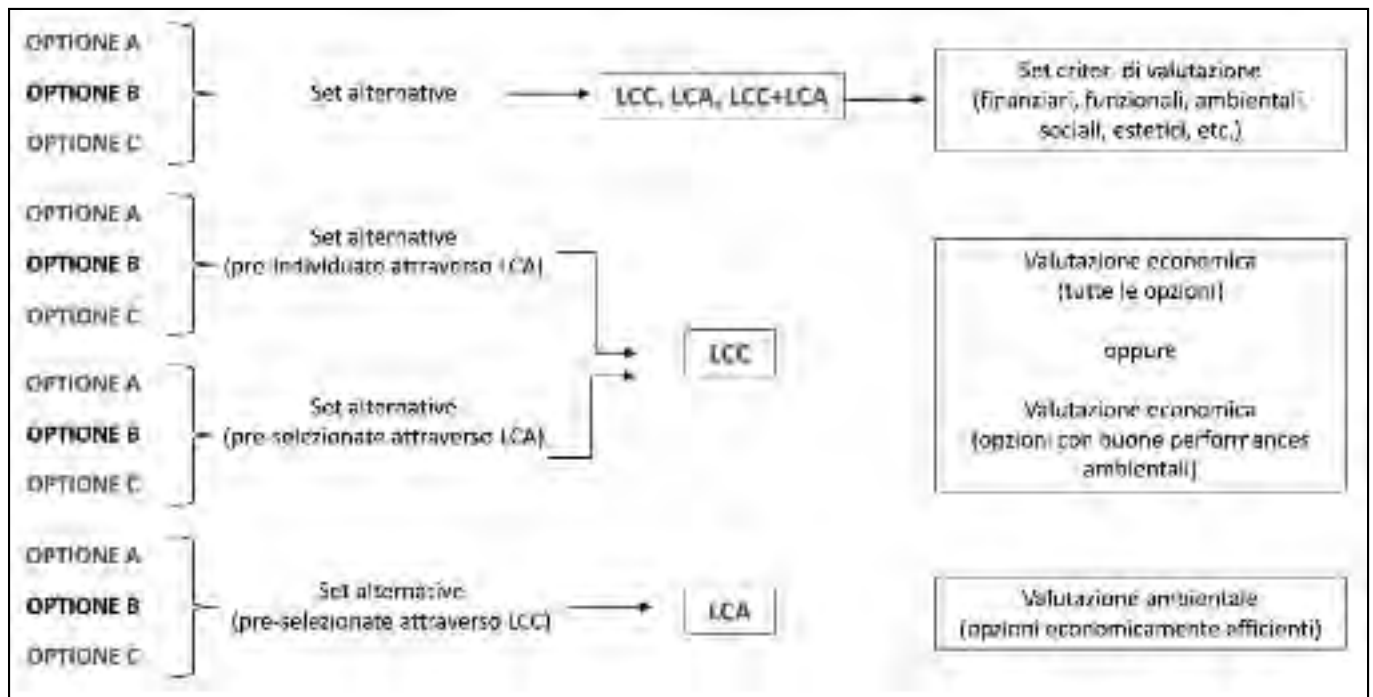 OPTIONE A
OPTIONE B
OPTIONE C
Set alternative
LCC, LCA, LCC+LCA
Set criteri di valutazione
(finanziari, funzionali, ambientali,
sociali, estetici, etc.)
OPTIONE A
OPTIONE B
OPTIONE C
Set alternative
(pre-individuate attraverso LCA)
OPTIONE A
OPTIONE B
OPTIONE C
Set alternative
(pre-selezionate attraverso LCA)
LCC
Valutazione economica
(tutte le opzioni)
oppure
Valutazione economica
(opzioni con buone performances
ambientali)
OPTIONE A
OPTIONE B
OPTIONE C
Set alternative
(pre-selezionate attraverso LCC)
LCA
Valutazione ambientale
(opzioni economicamente efficienti)